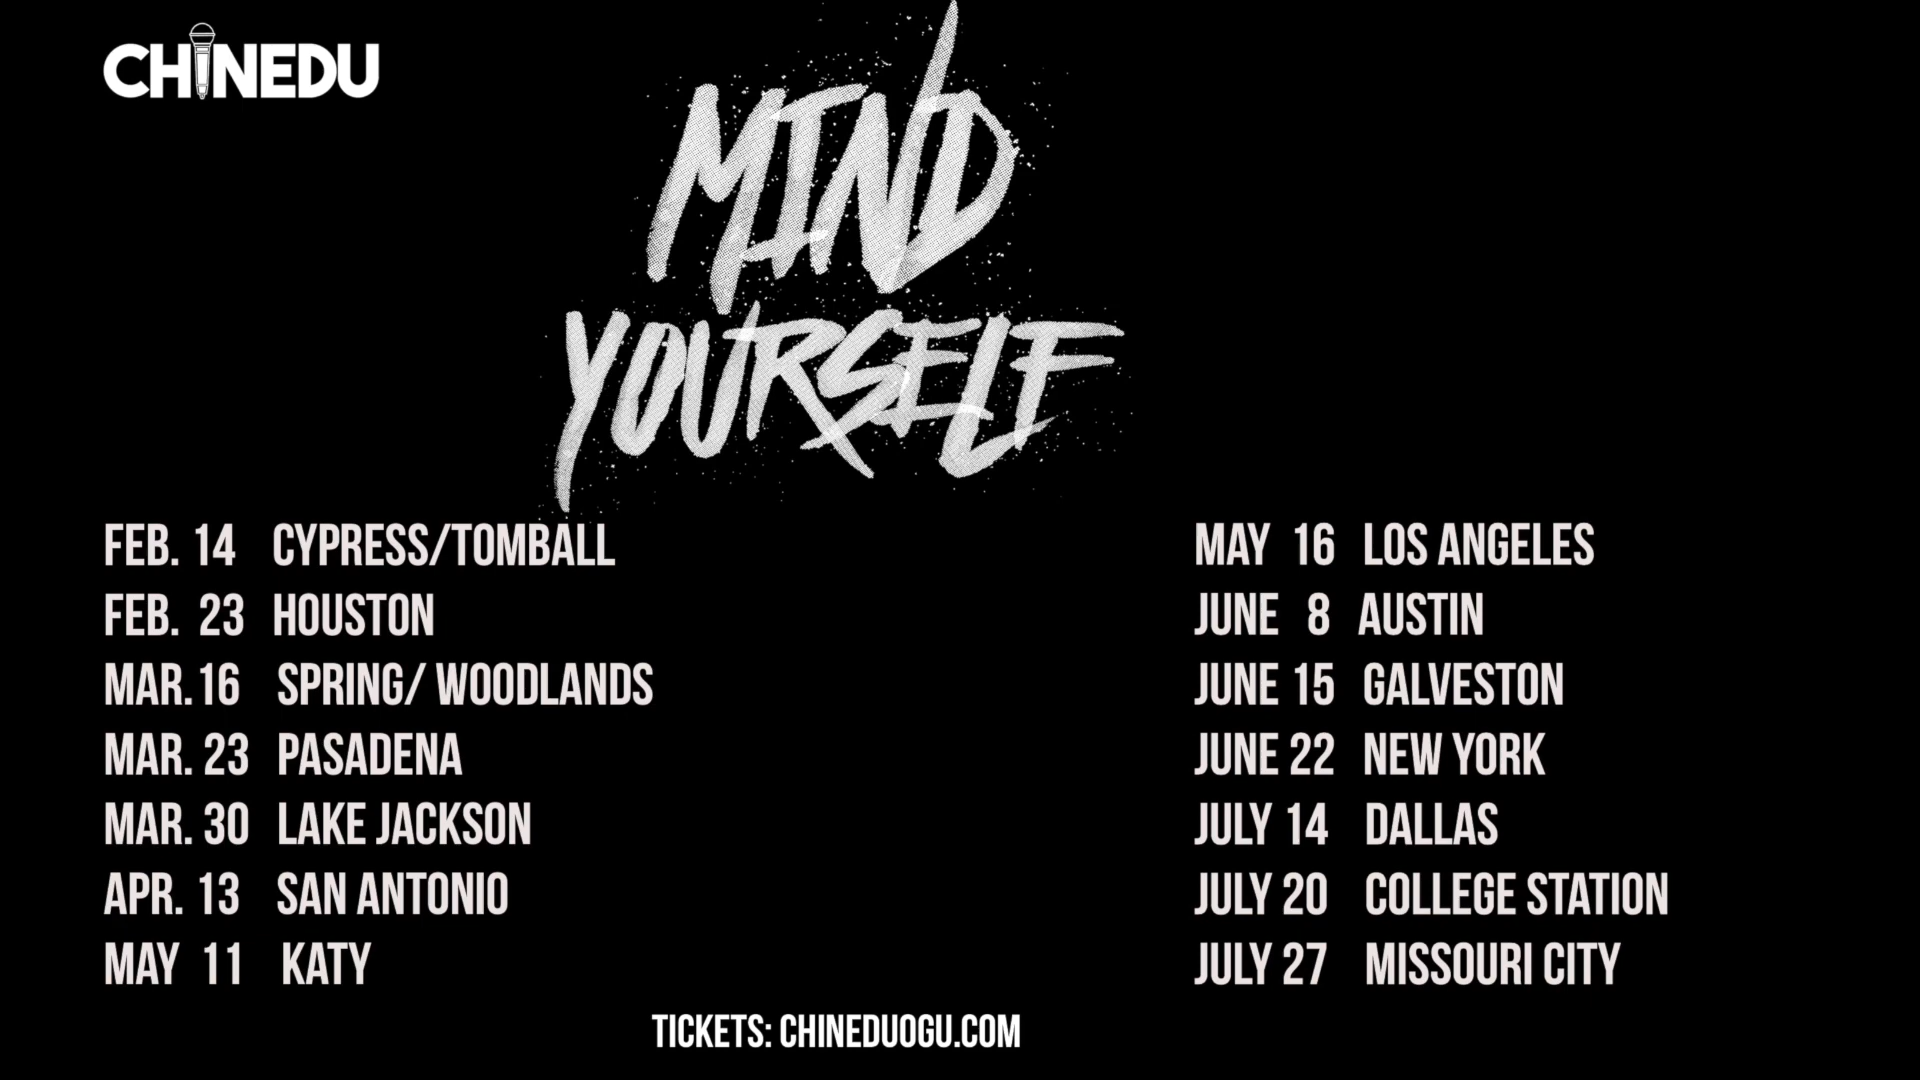 CHINEDU
MIND
YOURSELF
FEB. 14 CYPRESS/TOMBALL
FEB. 23 HOUSTON
MAR.16 SPRING/ WOODLANDS
MAR. 23 PASADENA
MAR. 30 LAKE JACKSON
APR. 13 SAN ANTONIO
MAY 11 KATY
MAY 16 LOS ANGELES
JUNE 8 AUSTIN
JUNE 15 GALVESTON
JUNE 22 NEW YORK
JULY 14 DALLAS
JULY 20 COLLEGE STATION
JULY 27 MISSOURI CITY
TICKETS: CHINEDUOGU.COM